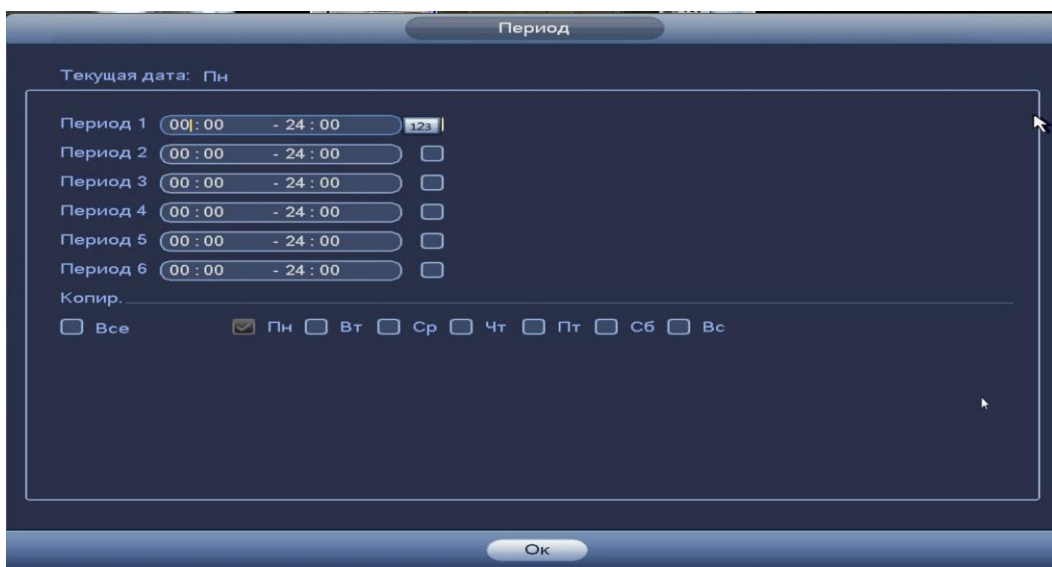 Период
Текущая дата: Пн
Период 1 00:00 - 24:00 123
Период 2 00:00 - 24:00
Период 3 00:00 - 24:00
Период 4 00:00 - 24:00
Период 5 00:00 - 24:00
Период 6 00:00 - 24:00
Копир.
Все Пн Вт Ср Чт Пт Сб Вс
Ок